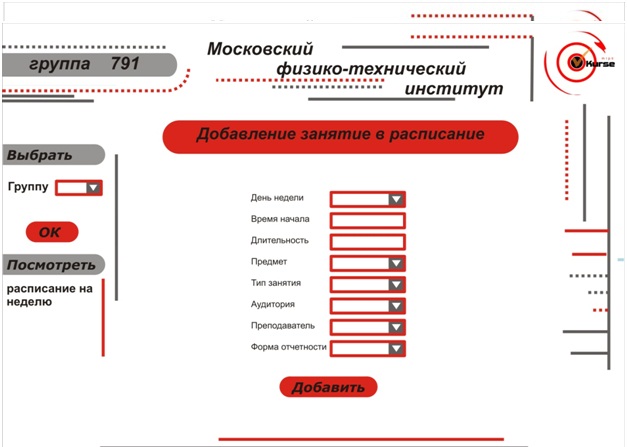 группа 791
Московский
физико-технический
институт
Kurse
Добавление занятие в расписание
Выбрать
Группу
ОК
Посмотреть
расписание на
неделю
День недели
Время начала
Длительность
Предмет
Тип занятия
Аудитория
Преподаватель
Форма отчетности
Добавить